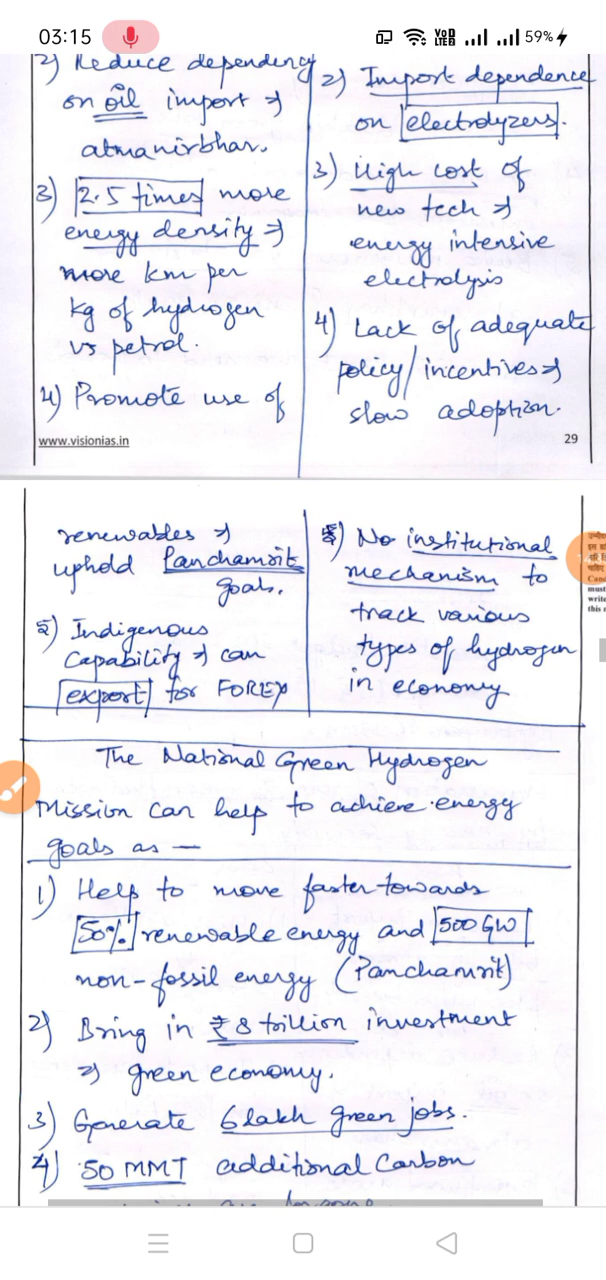 03:15
VoD
LTE2
59%
2) Reduce dependency
on oil import ⇒
atmanirbhar.
3) 2.5 times more
energy density ⇒
more km per
kg of hydrogen
vs petrol.
4) Promote use of
2) Import dependence
on electrolyzers.
3) High cost of
new tech ⇒
energy intensive
electrolysis
4) Lack of adequate
policy/incentives ⇒
slow adoption.
www.visionias.in
29
renewables ⇒
uphold Panchamrit
goals.
5) Indigenous
Capability ⇒ can
export for FOREX
5) No institutional
mechanism to
track various
types of hydrogen
in economy
The National Green Hydrogen
Mission can help to achieve energy
goals as —
1) Help to move faster towards
50% renewable energy and 500 GW
non-fossil energy (Panchamrit)
2) Bring in ₹8 trillion investment
⇒ green economy.
3) Generate 6 lakh green jobs.
4) 50 MMT additional Carbon